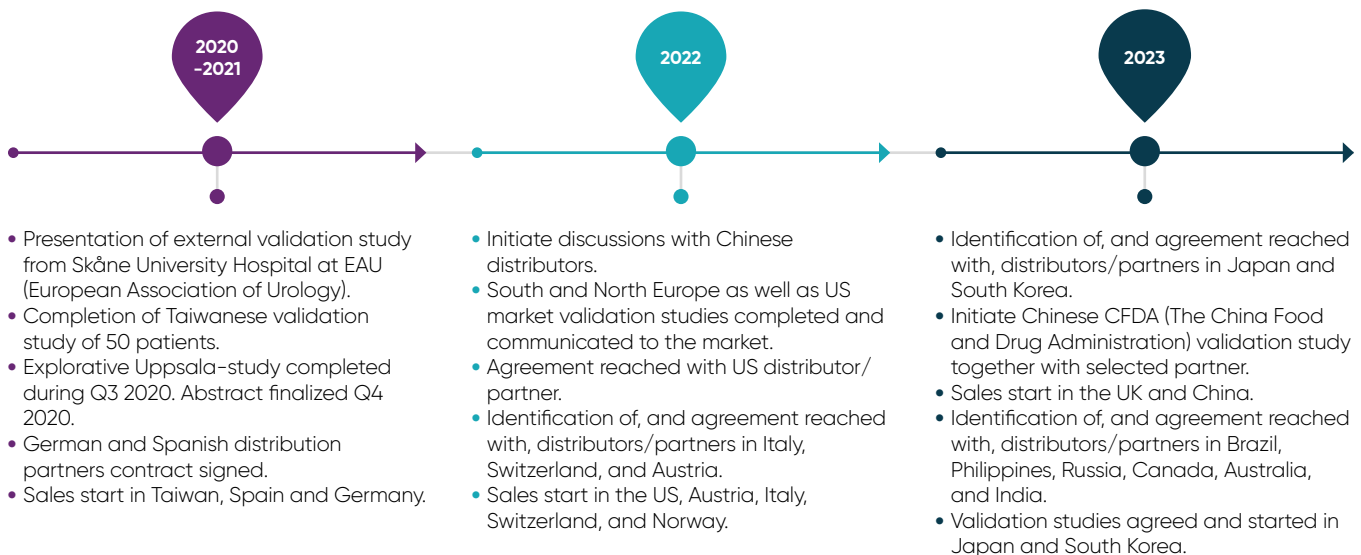 2020
-2021
2022
2023
• Presentation of external validation study
from Skåne University Hospital at EAU
(European Association of Urology).
• Completion of Taiwanese validation
study of 50 patients.
• Explorative Uppsala-study completed
during Q3 2020. Abstract finalized Q4
2020.
• German and Spanish distribution
partners contract signed.
• Sales start in Taiwan, Spain and Germany.
• Initiate discussions with Chinese
distributors.
• South and North Europe as well as US
market validation studies completed and
communicated to the market.
• Agreement reached with US distributor/
partner.
• Identification of, and agreement reached
with, distributors/partners in Italy,
Switzerland, and Austria.
• Sales start in the US, Austria, Italy,
Switzerland, and Norway.
• Identification of, and agreement reached
with, distributors/partners in Japan and
South Korea.
• Initiate Chinese CFDA (The China Food
and Drug Administration) validation study
together with selected partner.
• Sales start in the UK and China.
• Identification of, and agreement reached
with, distributors/partners in Brazil,
Philippines, Russia, Canada, Australia,
and India.
• Validation studies agreed and started in
Japan and South Korea.